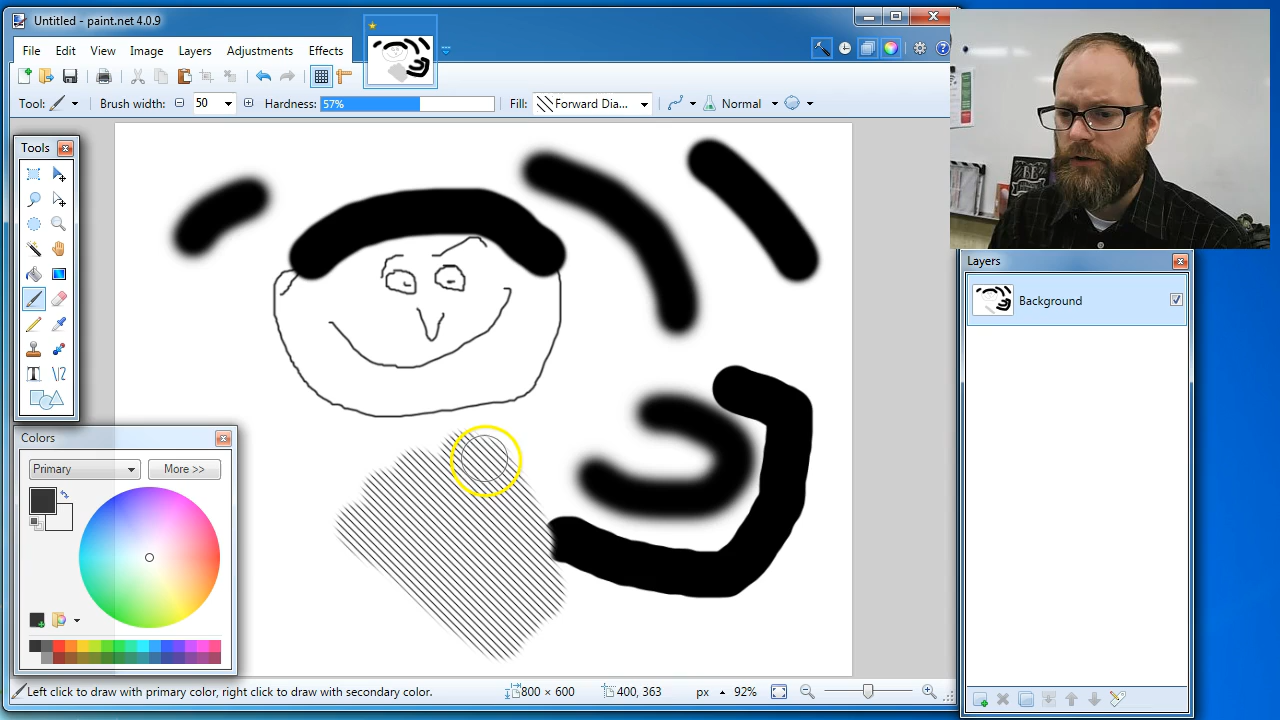 Untitled - paint.net 4.0.9
File Edit View Image Layers Adjustments Effects
Tool: Brush width: 50 Hardness: 57% Fill: Forward Dia... Normal
Tools
Colors
Primary More >>
Layers
Background
Left click to draw with primary color, right click to draw with secondary color. 800 × 600 400, 363 px 92%
BE